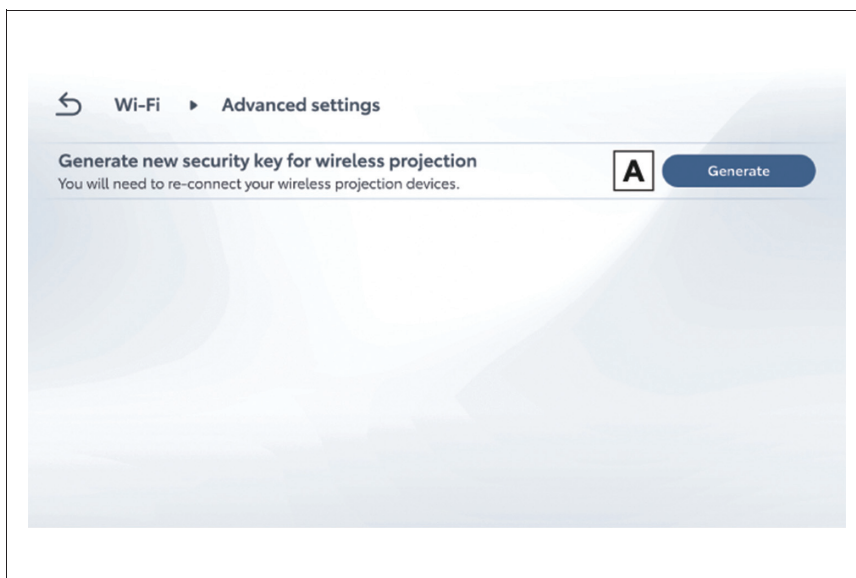 Wi-Fi ▸ Advanced settings
Generate new security key for wireless projection
You will need to re-connect your wireless projection devices.
A
Generate